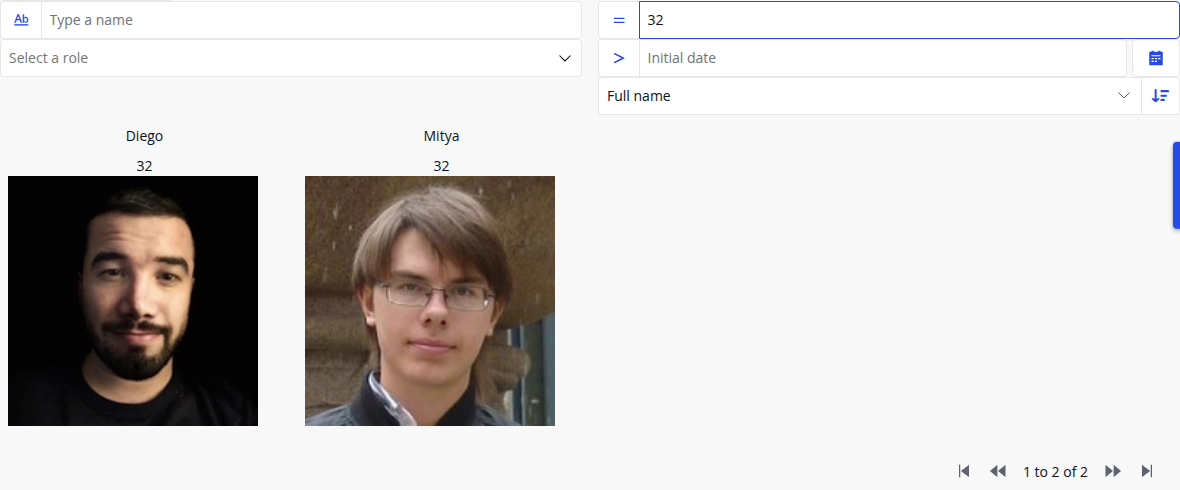 Ab Type a name
= 32
Select a role
> Initial date
Full name
Diego
Mitya
32
32
1 to 2 of 2